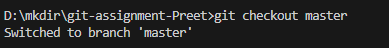 D:\mkdir\git-assignment-Preet>git checkout master
Switched to branch 'master'